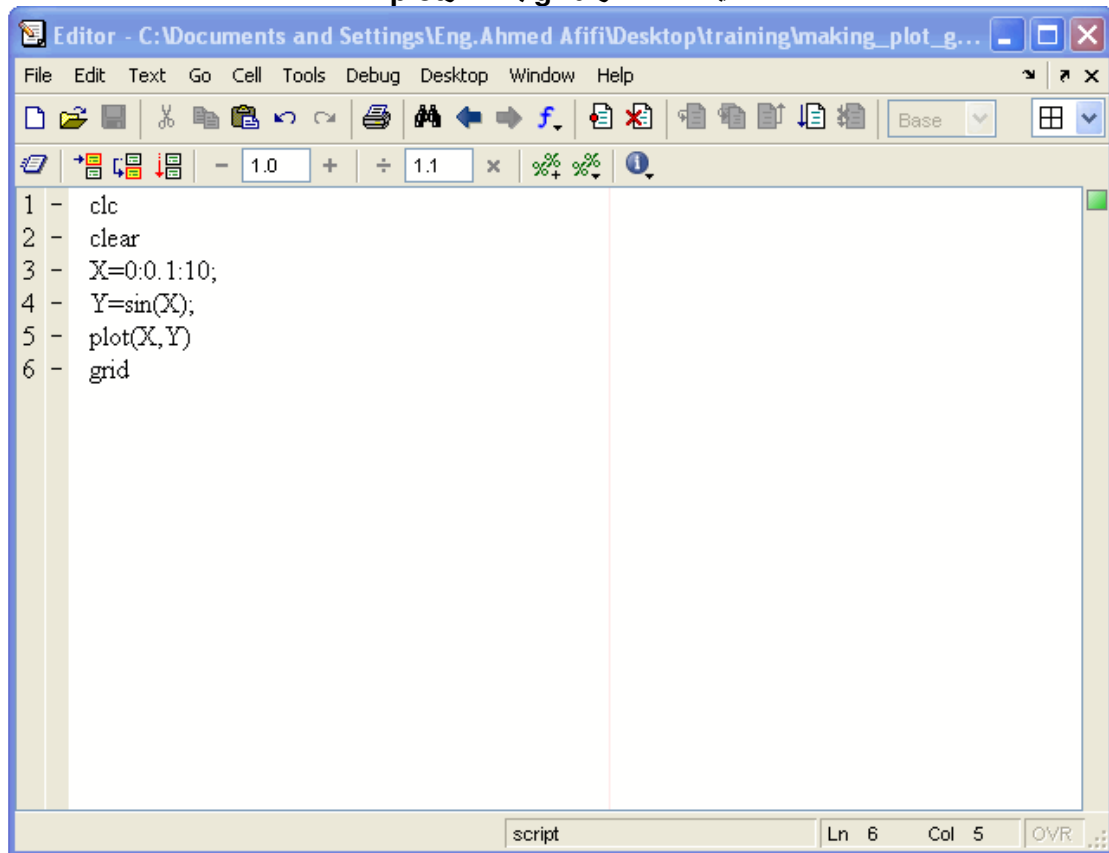 Editor - C:\Documents and Settings\Eng.Ahmed Afifi\Desktop\training\making_plot_g...
File Edit Text Go Cell Tools Debug Desktop Window Help
Base
- 1.0 + ÷ 1.1 ×
1 - clc
2 - clear
3 - X=0:0.1:10;
4 - Y=sin(X);
5 - plot(X,Y)
6 - grid
script Ln 6 Col 5 OVR